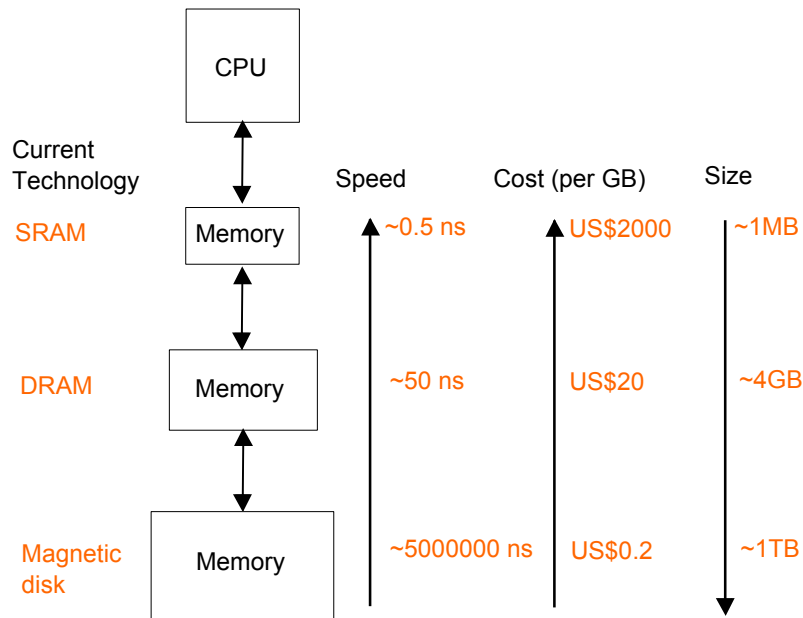 CPU
Current
Technology
Speed
Cost (per GB)
Size
SRAM
Memory
~0.5 ns
US$2000
~1MB
DRAM
Memory
~50 ns
US$20
~4GB
Magnetic
disk
Memory
~5000000 ns
US$0.2
~1TB